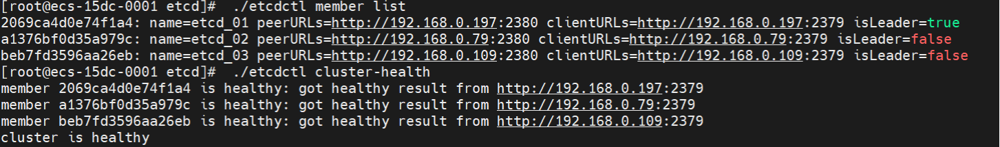 [root@ecs-15dc-0001 etcd]#  ./etcdctl member list
2069ca4d0e74f1a4: name=etcd_01 peerURLs=http://192.168.0.197:2380 clientURLs=http://192.168.0.197:2379 isLeader=true
a1376bf0d35a979c: name=etcd_02 peerURLs=http://192.168.0.79:2380 clientURLs=http://192.168.0.79:2379 isLeader=false
beb7fd3596aa26eb: name=etcd_03 peerURLs=http://192.168.0.109:2380 clientURLs=http://192.168.0.109:2379 isLeader=false
[root@ecs-15dc-0001 etcd]#  ./etcdctl cluster-health
member 2069ca4d0e74f1a4 is healthy: got healthy result from http://192.168.0.197:2379
member a1376bf0d35a979c is healthy: got healthy result from http://192.168.0.79:2379
member beb7fd3596aa26eb is healthy: got healthy result from http://192.168.0.109:2379
cluster is healthy